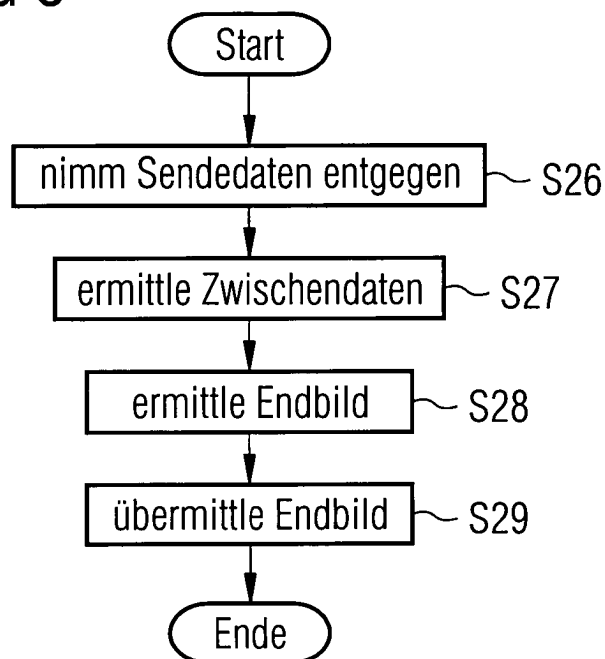 Start
nimm Sendedaten entgegen
S26
ermittle Zwischendaten
S27
ermittle Endbild
S28
übermittle Endbild
S29
Ende